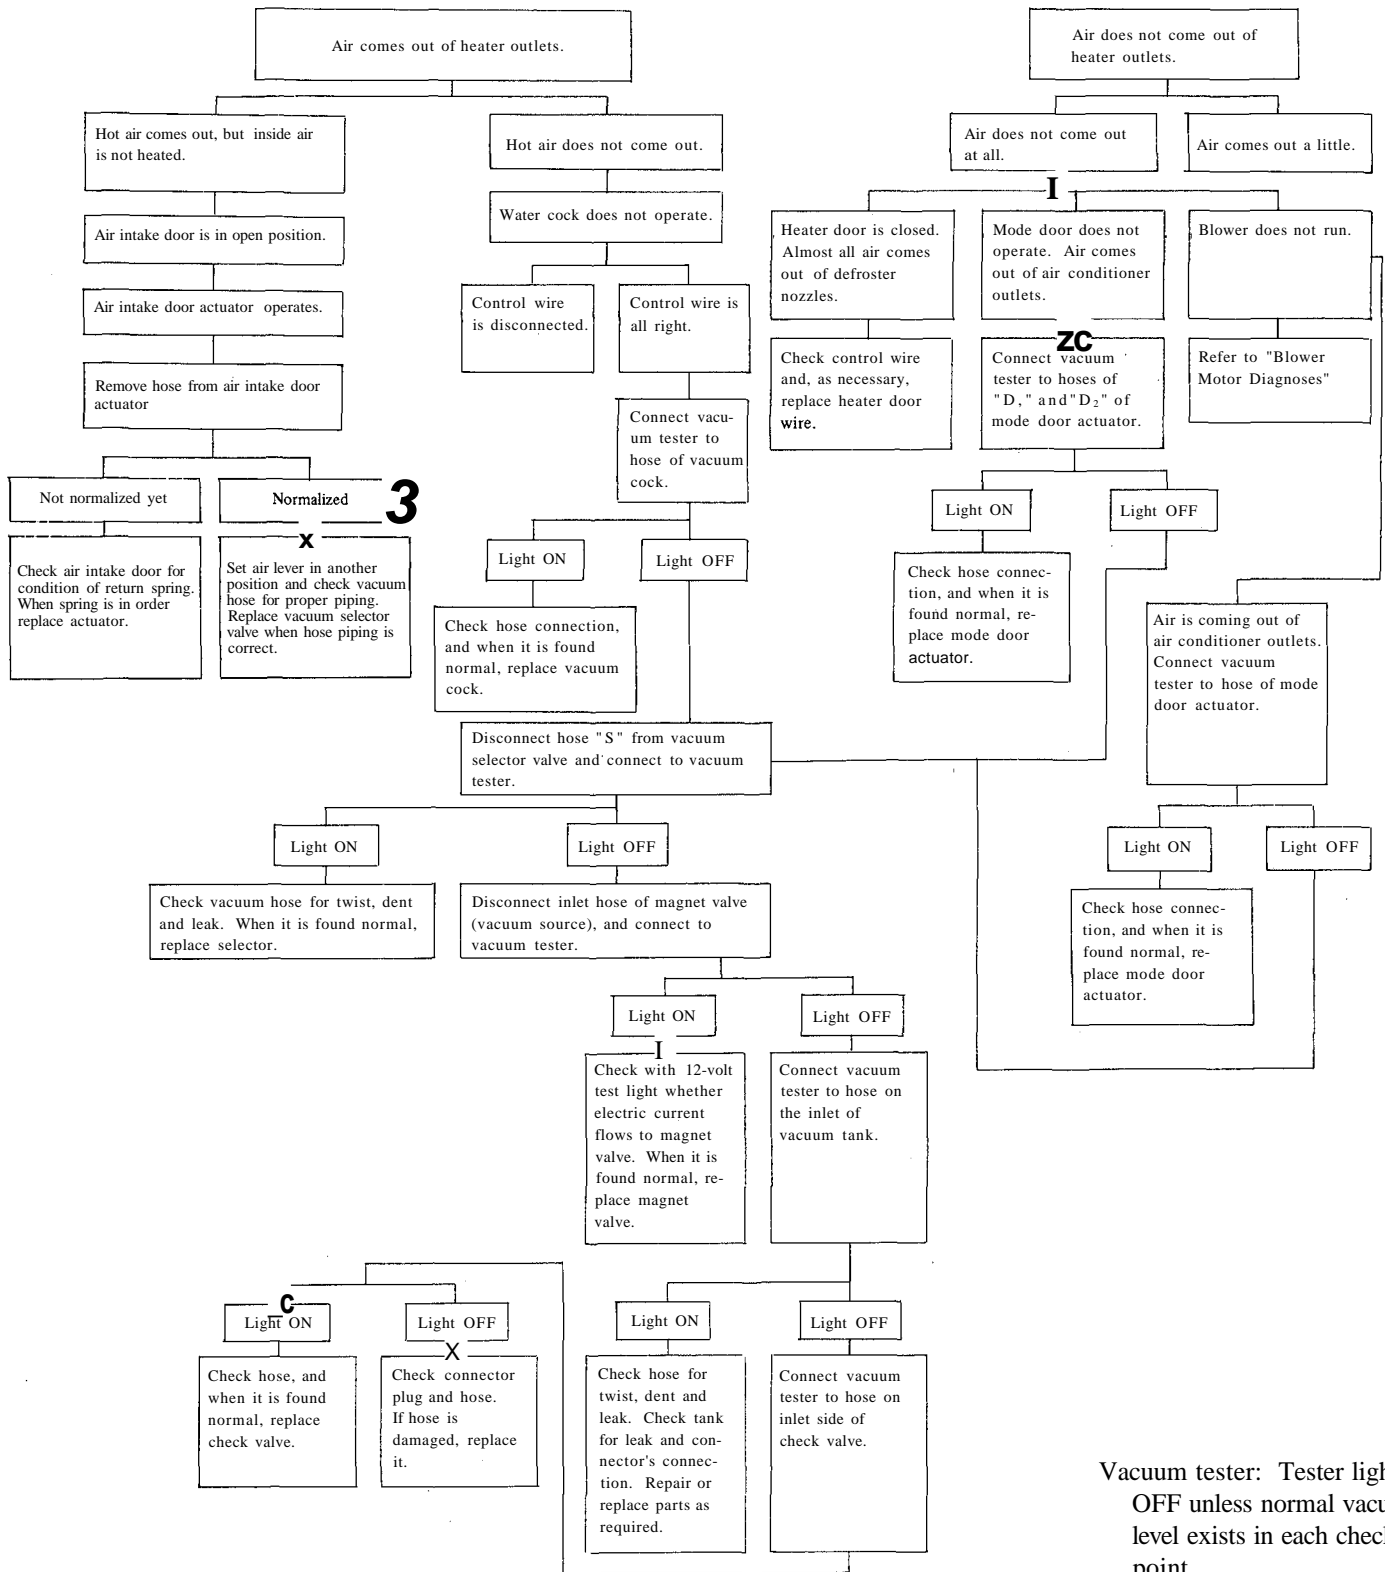 Air comes out of heater outlets.
Air does not come out of
heater outlets.
Hot air comes out, but inside air
is not heated.
Hot air does not come out.
Air does not come out
at all.
Air comes out a little.
I
Air intake door is in open position.
Water cock does not operate.
Heater door is closed.
Almost all air comes
out of defroster
nozzles.
Mode door does not
operate. Air comes
out of air conditioner
outlets.
Blower does not run.
Air intake door actuator operates.
Control wire
is disconnected.
Control wire is
all right.
zc
Remove hose from air intake door
actuator
Check control wire
and, as necessary,
replace heater door
wire.
Connect vacuum
tester to hoses of
"D," and "D₂" of
mode door actuator.
Refer to "Blower
Motor Diagnoses"
Connect vacu-
um tester to
hose of vacuum
cock.
Not normalized yet
Normalized
3
x
Light ON
Light OFF
Check air intake door for
condition of return spring.
When spring is in order
replace actuator.
Set air lever in another
position and check vacuum
hose for proper piping.
Replace vacuum selector
valve when hose piping is
correct.
Light ON
Light OFF
Check hose connec-
tion, and when it is
found normal, re-
place mode door
actuator.
Check hose connection,
and when it is found
normal, replace vacuum
cock.
Air is coming out of
air conditioner outlets.
Connect vacuum
tester to hose of mode
door actuator.
Disconnect hose "S" from vacuum
selector valve and connect to vacuum
tester.
Light ON
Light OFF
Light ON
Light OFF
Check vacuum hose for twist, dent
and leak. When it is found normal,
replace selector.
Disconnect inlet hose of magnet valve
(vacuum source), and connect to
vacuum tester.
Check hose connec-
tion, and when it is
found normal, re-
place mode door
actuator.
Light ON
Light OFF
I
Check with 12-volt
test light whether
electric current
flows to magnet
valve. When it is
found normal, re-
place magnet
valve.
Connect vacuum
tester to hose on
the inlet of
vacuum tank.
C
Light ON
Light OFF
X
Light ON
Light OFF
Check hose, and
when it is found
normal, replace
check valve.
Check connector
plug and hose.
If hose is
damaged, replace
it.
Check hose for
twist, dent and
leak. Check tank
for leak and con-
nector's connec-
tion. Repair or
replace parts as
required.
Connect vacuum
tester to hose on
inlet side of
check valve.
Vacuum tester: Tester ligh
OFF unless normal vacu
level exists in each chec
point